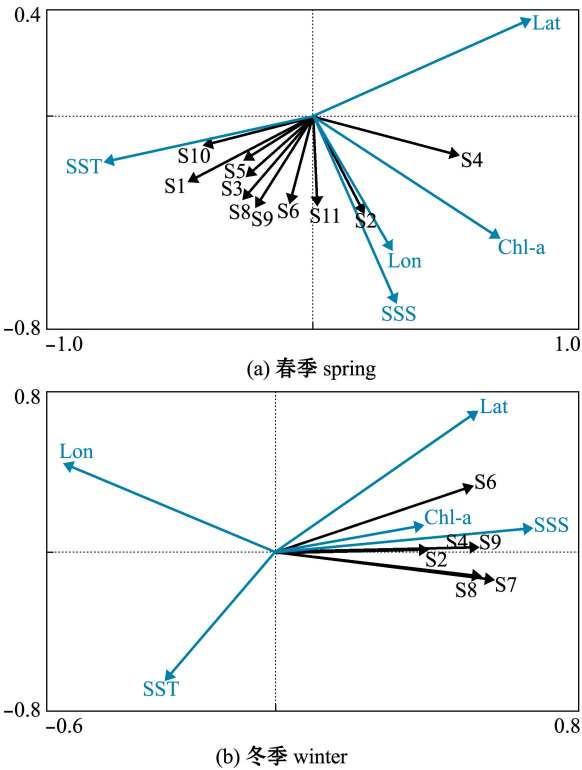 0.4
Lat
S10
SST
S5
S4
S1
S3
S8
S9
S6
S11
S2
Chl-a
Lon
SSS
−0.8
−1.0
1.0
(a) 春季 spring
0.8
Lat
Lon
S6
Chl-a
SSS
S4
S9
S2
S8
S7
SST
−0.8
−0.6
0.8
(b) 冬季 winter